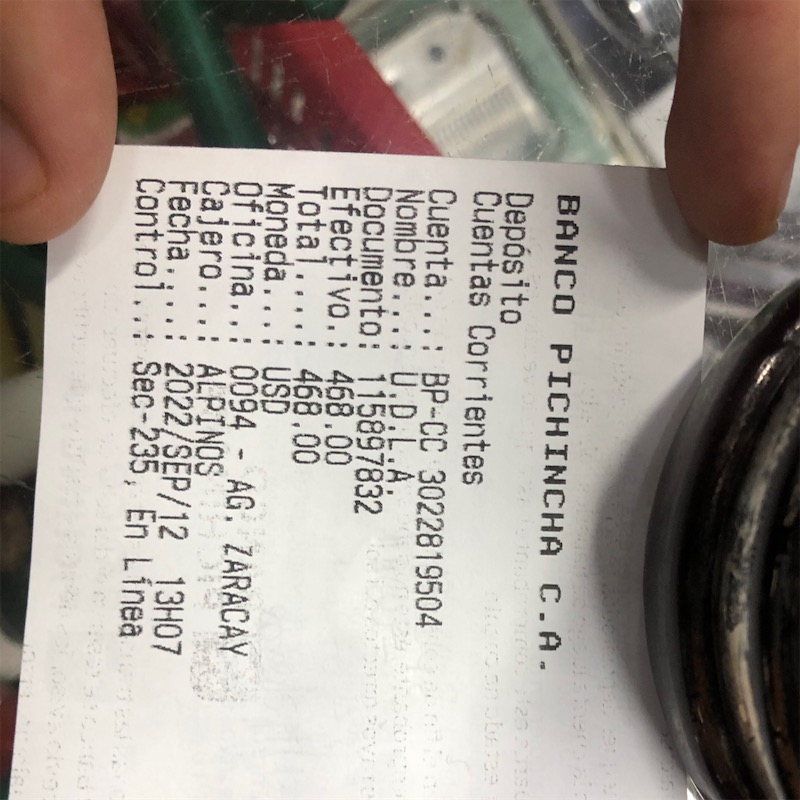 BANCO PICHINCHA C.A.
Depósito
Cuentas Corrientes
Cuenta...: BP-CC 3022819504
Nombre...: U.D.L.A.
Documento: 115897832
Efectivo.: 468.00
Total....: 468.00
Moneda...: USD
Oficina..: 0094 - AG. ZARACAY
Cajero...: ALPINOS
Fecha....: 2022/SEP/12 13H07
Control..: Sec-235, En Línea